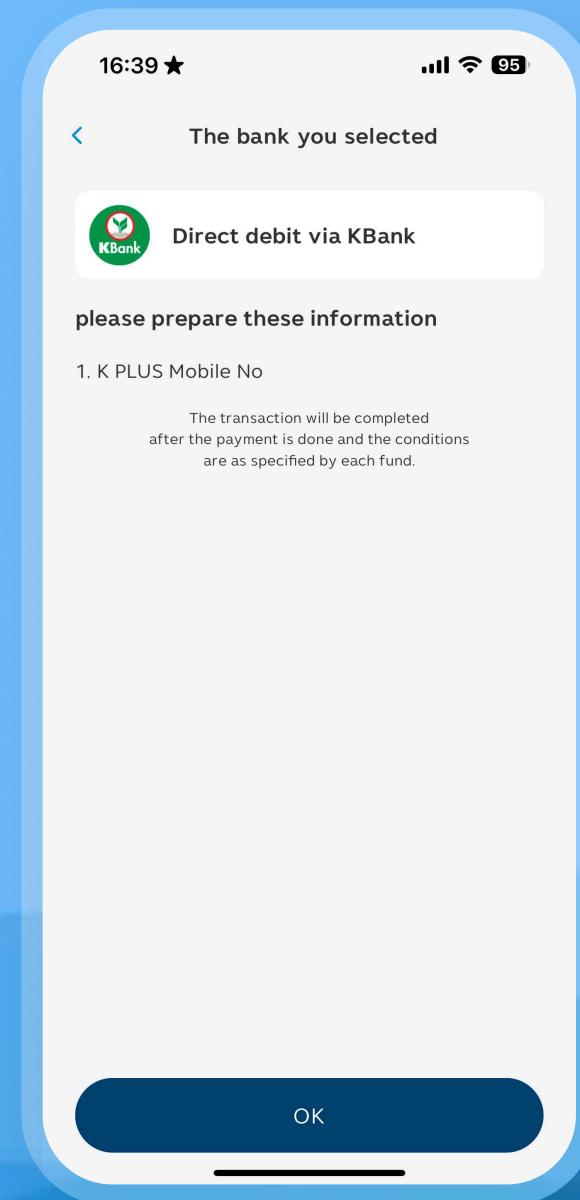 16:39
95
The bank you selected
KBank
Direct debit via KBank
please prepare these information
1. K PLUS Mobile No
The transaction will be completed
after the payment is done and the conditions
are as specified by each fund.
OK